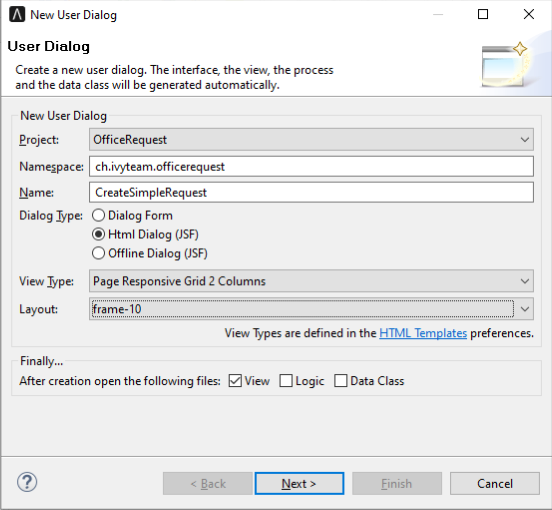 New User Dialog
User Dialog
Create a new user dialog. The interface, the view, the process
and the data class will be generated automatically.
New User Dialog
Project: OfficeRequest
Namespace: ch.ivyteam.officerequest
Name: CreateSimpleRequest
Dialog Type: Dialog Form
Html Dialog (JSF)
Offline Dialog (JSF)
View Type: Page Responsive Grid 2 Columns
Layout: frame-10
View Types are defined in the HTML Templates preferences.
Finally...
After creation open the following files: View Logic Data Class
< Back Next > Finish Cancel